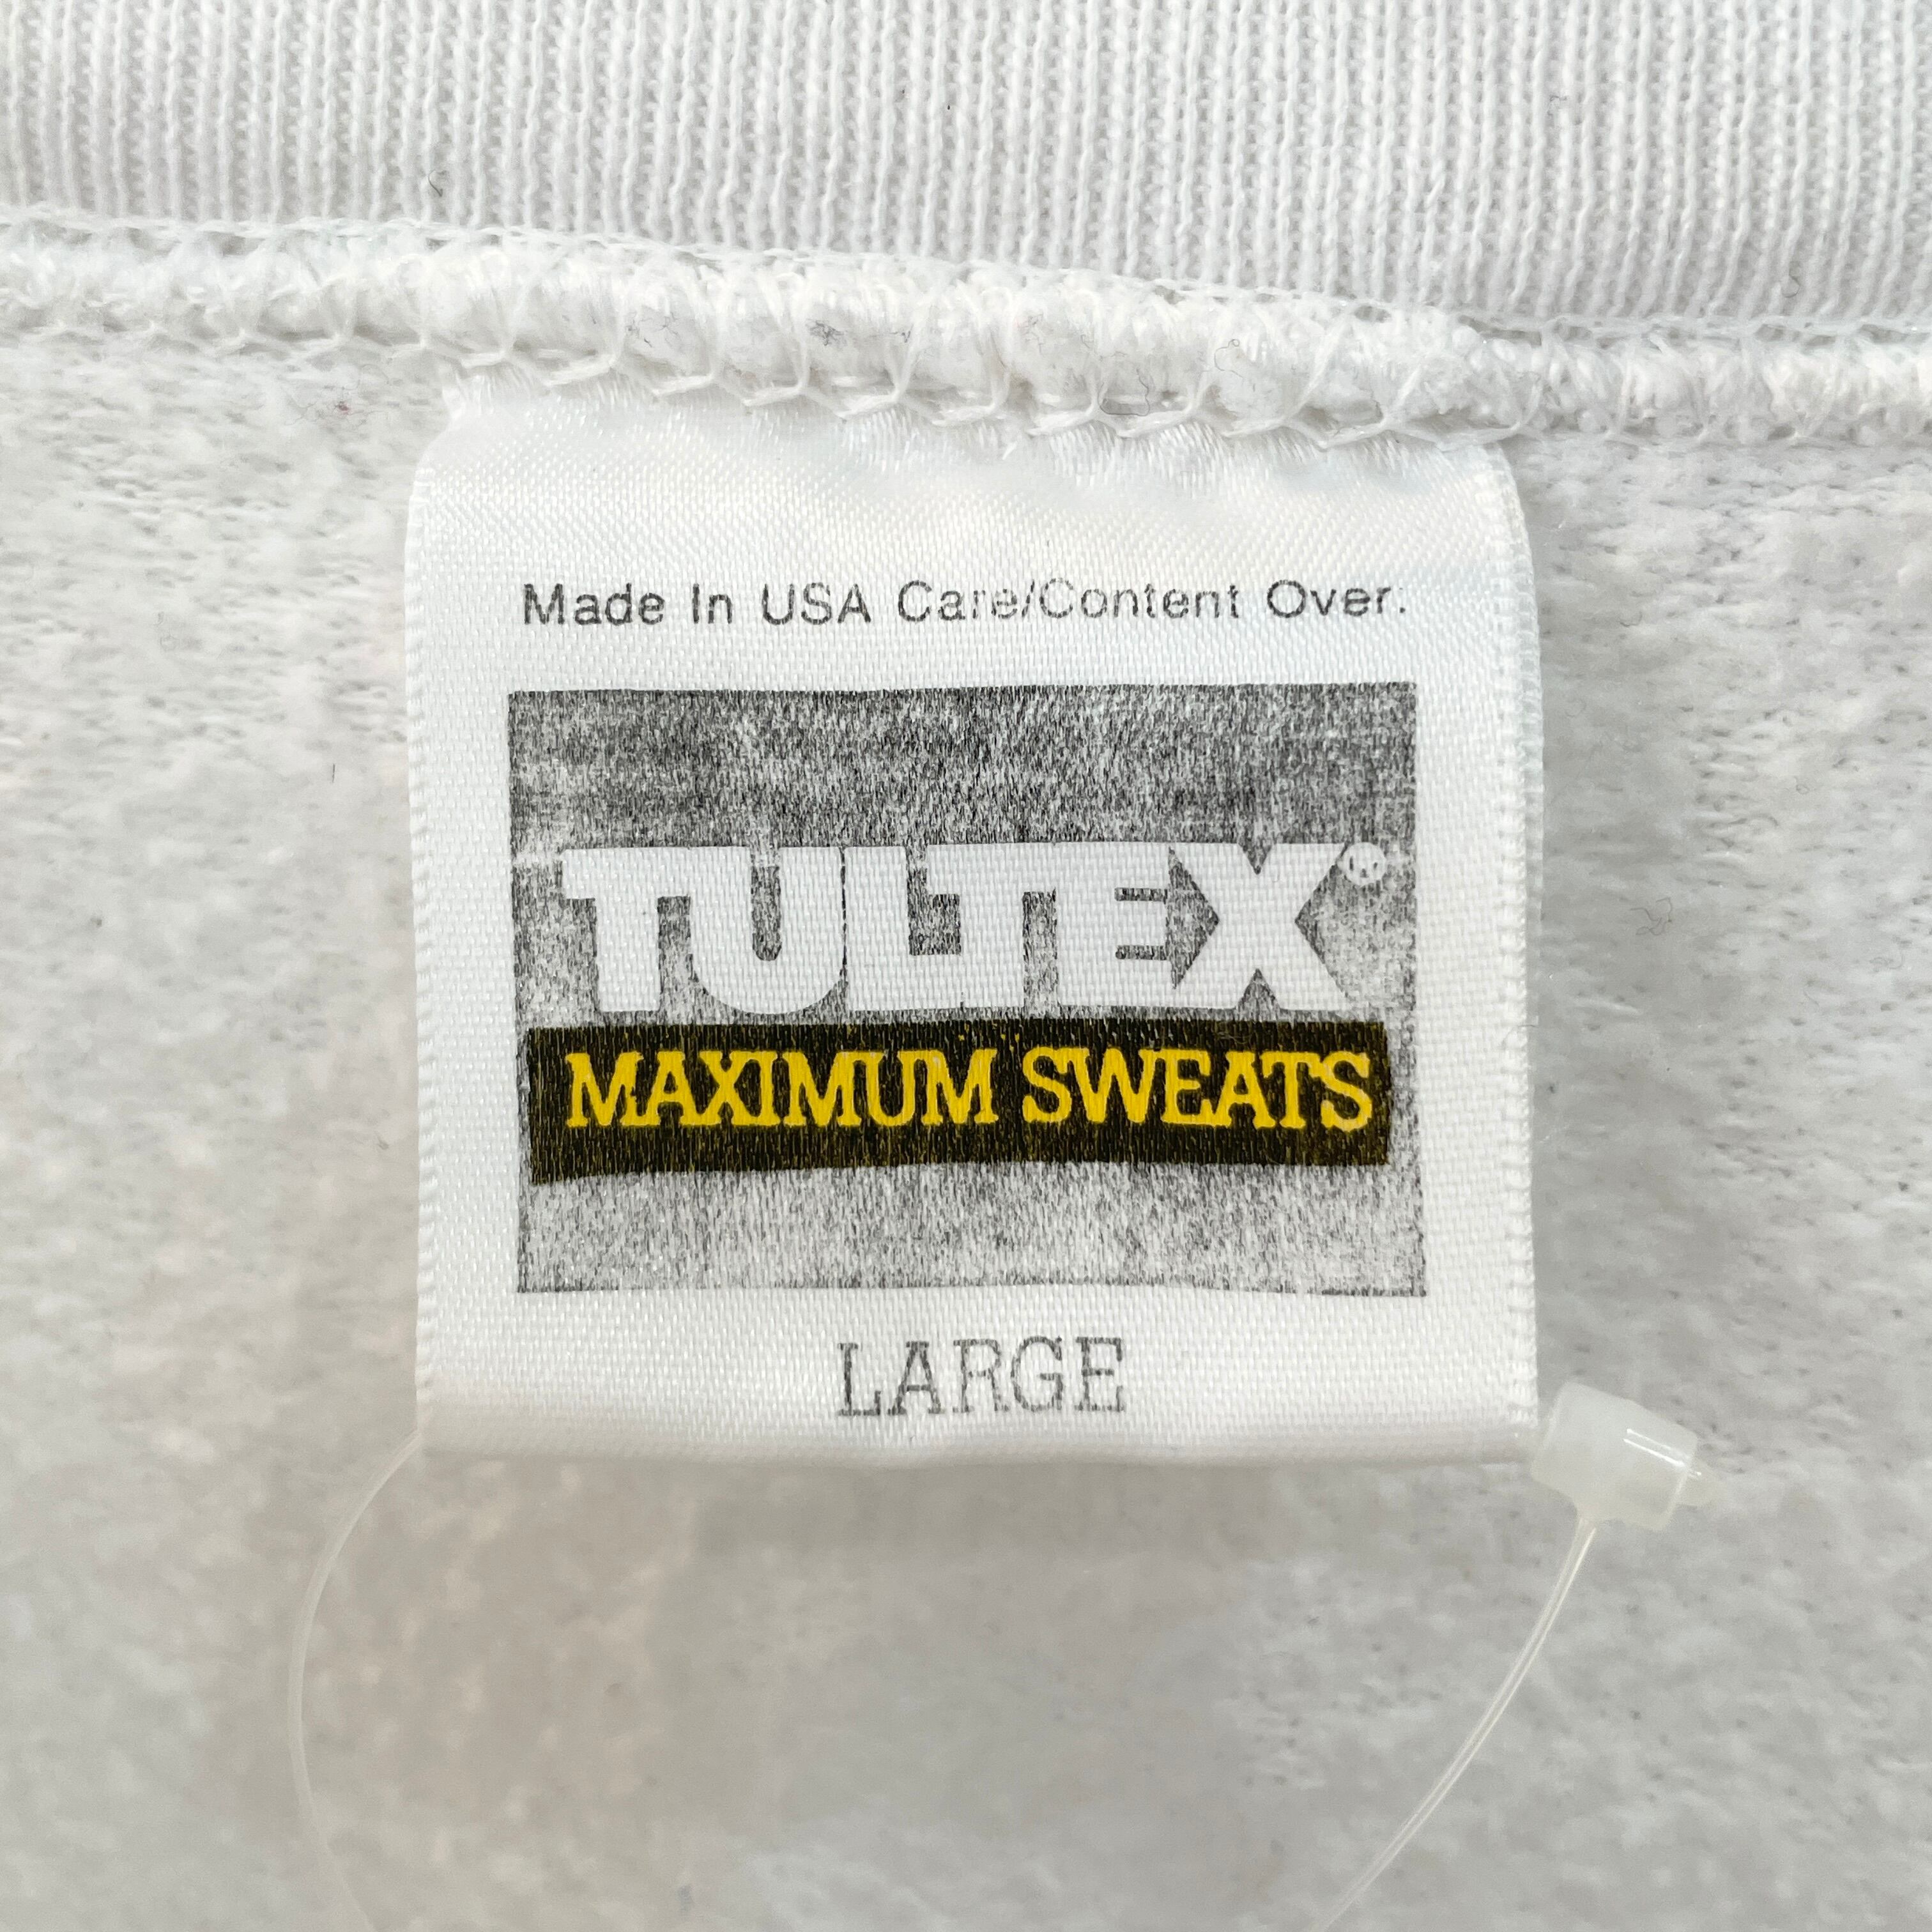 Made In USA Care/Content Over.
TULTEX®
MAXIMUM SWEATS
LARGE